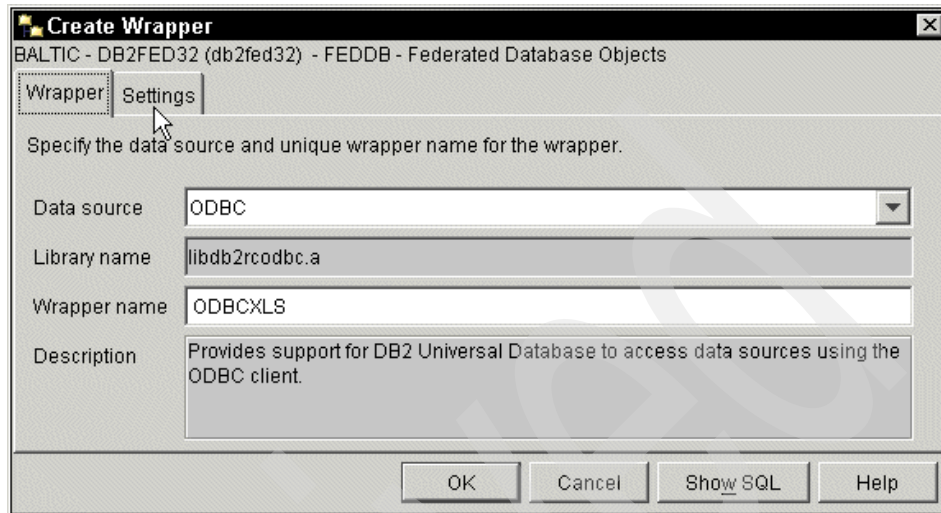 Create Wrapper
BALTIC - DB2FED32 (db2fed32) - FEDDB - Federated Database Objects
Wrapper Settings
Specify the data source and unique wrapper name for the wrapper.
Data source ODBC
Library name libdb2rcodbc.a
Wrapper name ODBCXLS
Description Provides support for DB2 Universal Database to access data sources using the
ODBC client.
OK Cancel Show SQL Help